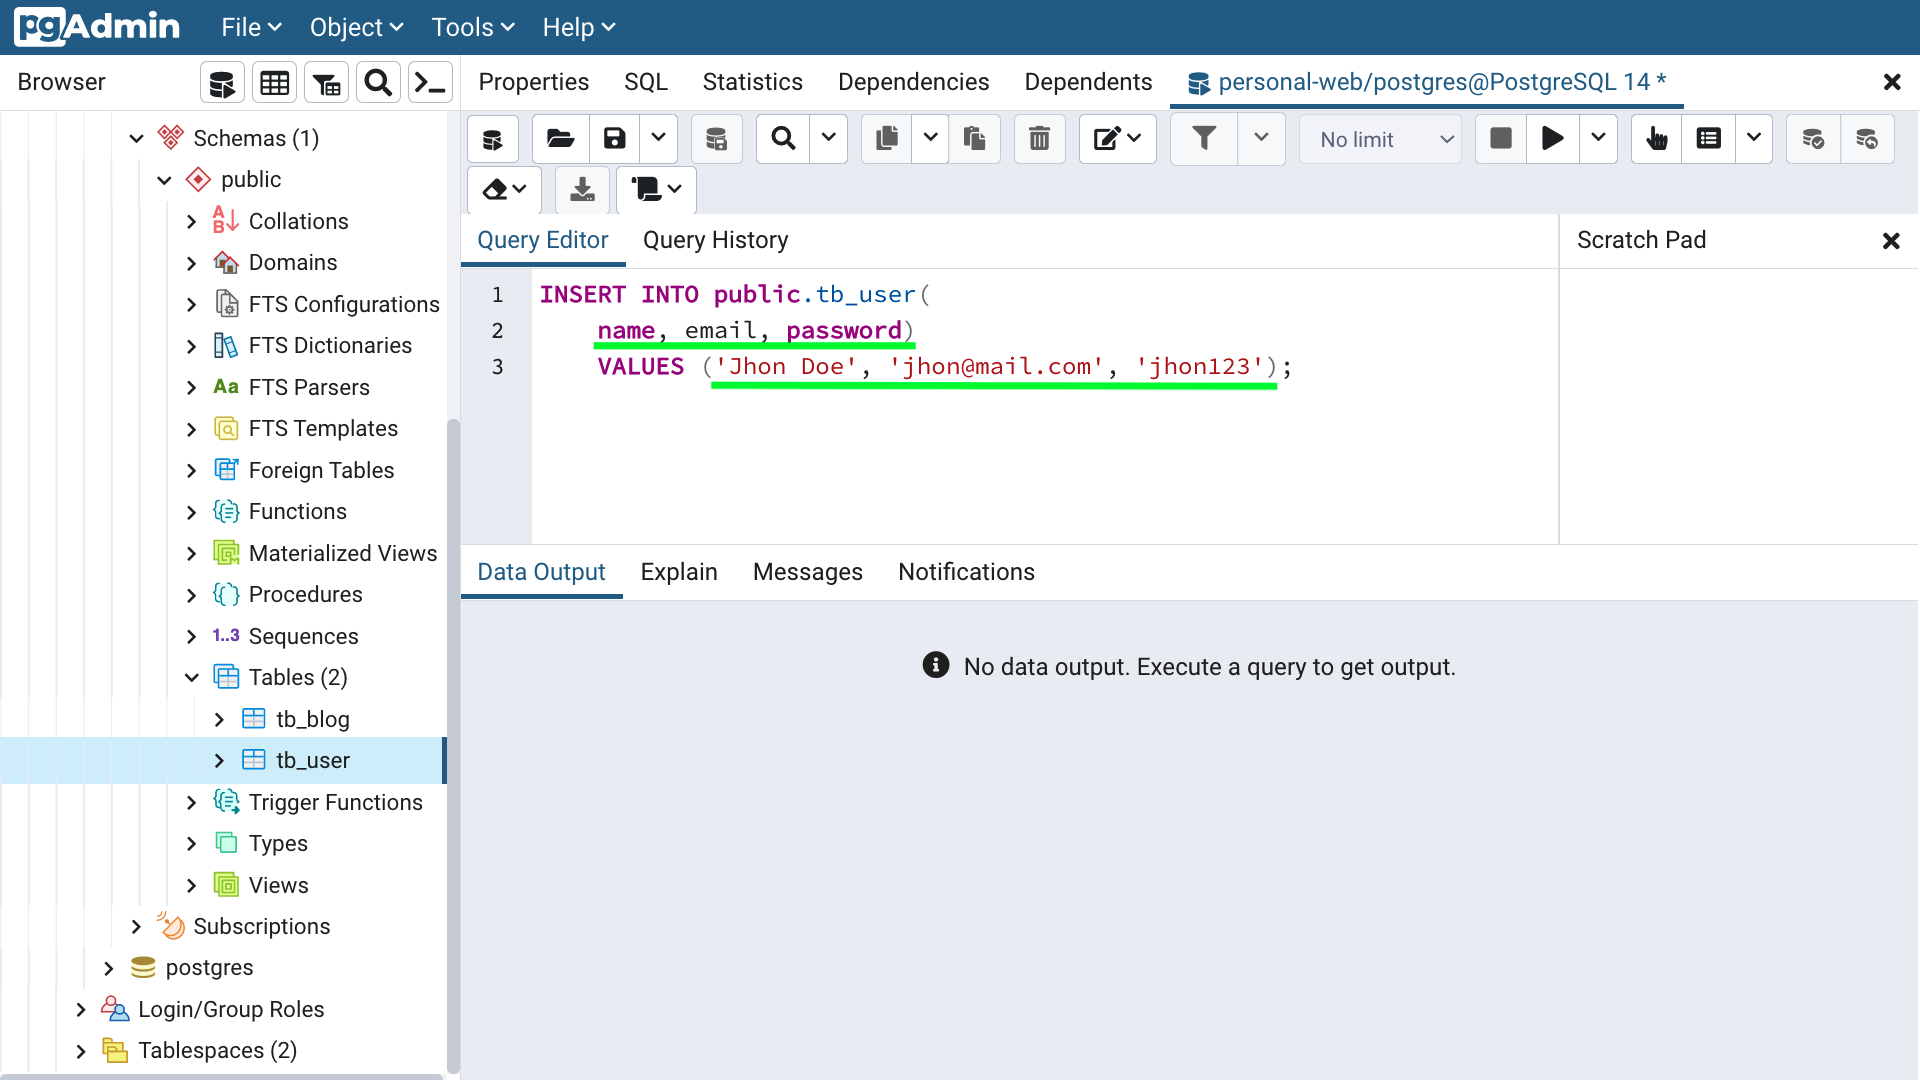 pgAdmin File Object Tools Help
Browser
Properties SQL Statistics Dependencies Dependents personal-web/postgres@PostgreSQL 14 *
No limit
Schemas (1)
public
Collations
Domains
FTS Configurations
FTS Dictionaries
Aa FTS Parsers
FTS Templates
Foreign Tables
Functions
Materialized Views
Procedures
1..3 Sequences
Tables (2)
tb_blog
tb_user
Trigger Functions
Types
Views
Subscriptions
postgres
Login/Group Roles
Tablespaces (2)
Query Editor Query History
Scratch Pad
1 INSERT INTO public.tb_user(
2 name, email, password)
3 VALUES ('Jhon Doe', 'jhon@mail.com', 'jhon123');
Data Output Explain Messages Notifications
No data output. Execute a query to get output.